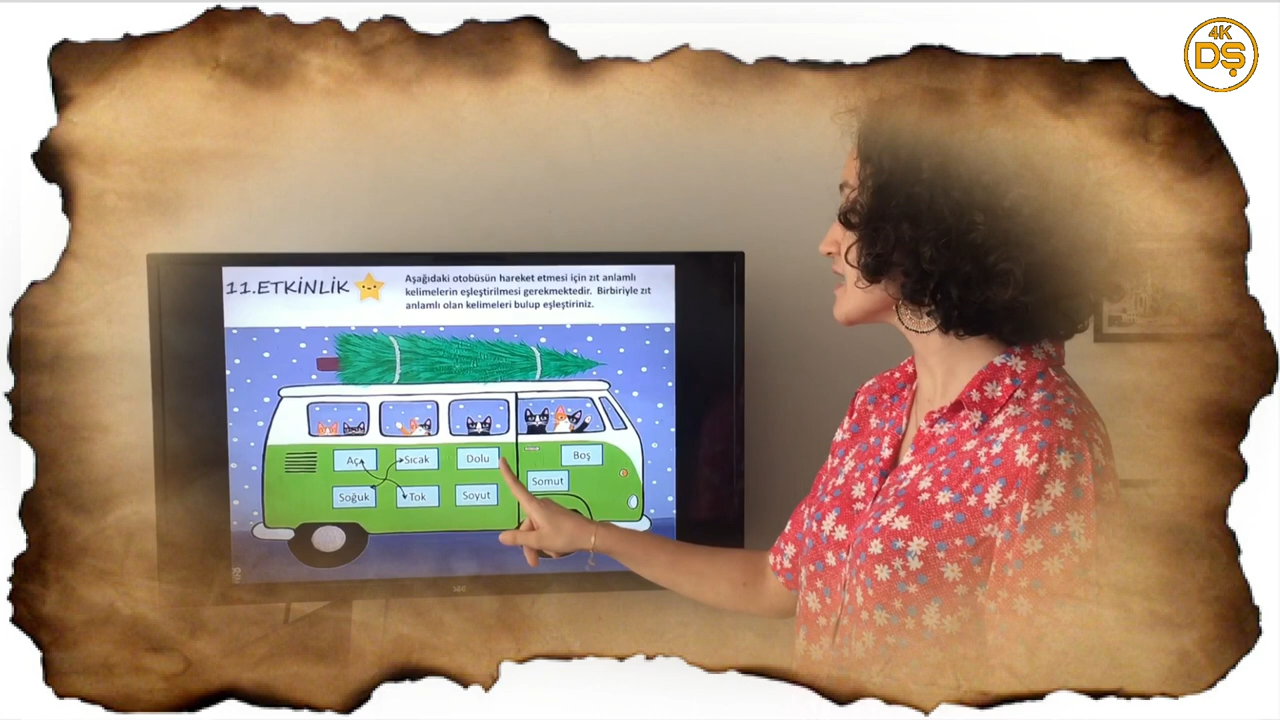 4K
DŞ
11.ETKİNLİK
Aşağıdaki otobüsün hareket etmesi için zıt anlamlı
kelimelerin eşleştirilmesi gerekmektedir. Birbiriyle zıt
anlamlı olan kelimeleri bulup eşleştiriniz.
Aç Sıcak Dolu Boş
Soğuk Tok Soyut Somut